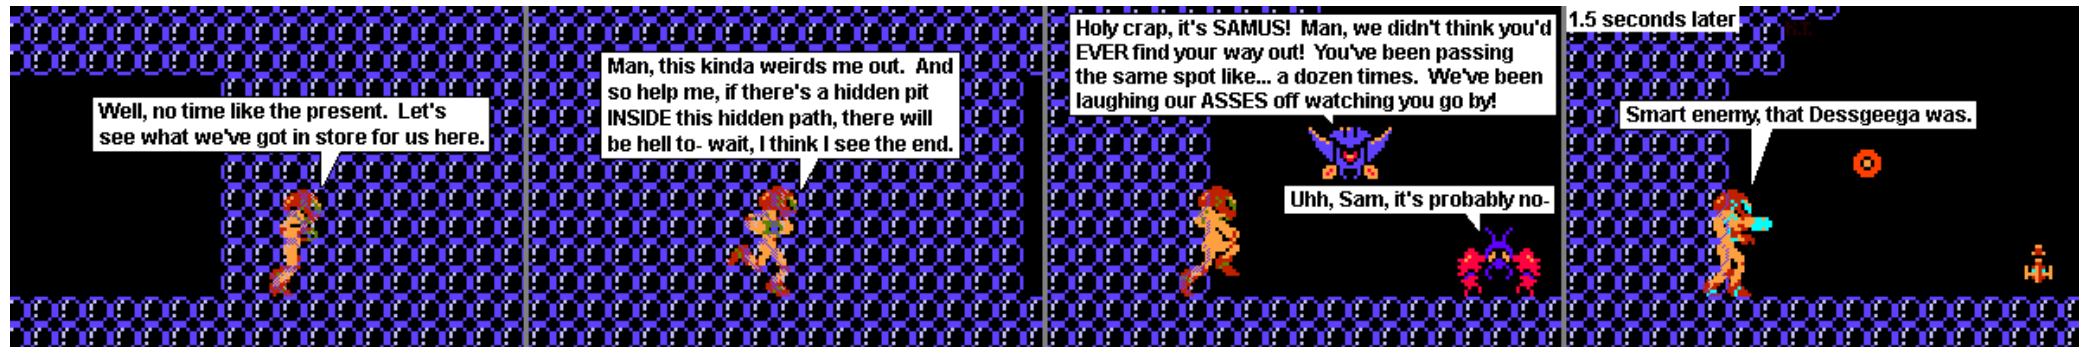 Well, no time like the present. Let's
see what we've got in store for us here.
Man, this kinda weirds me out. And
so help me, if there's a hidden pit
INSIDE this hidden path, there will
be hell to- wait, I think I see the end.
Holy crap, it's SAMUS! Man, we didn't think you'd
EVER find your way out! You've been passing
the same spot like... a dozen times. We've been
laughing our ASSES off watching you go by!
Uhh, Sam, it's probably no-
1.5 seconds later
Smart enemy, that Dessgeega was.